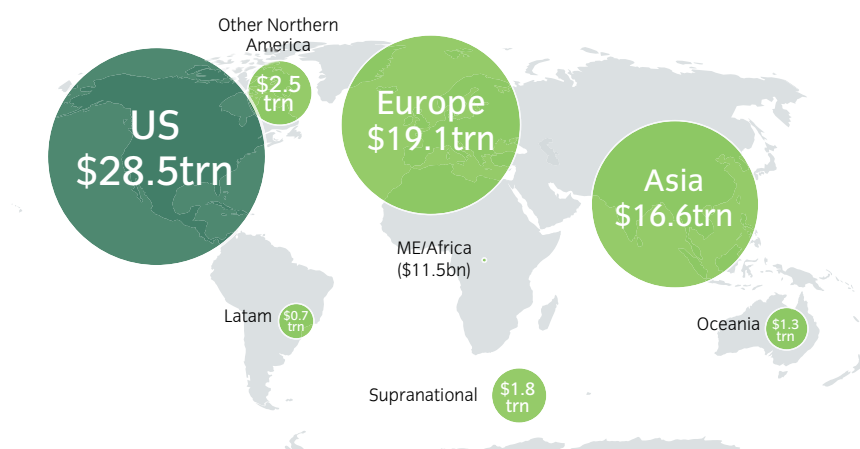 Other Northern
America
$2.5
trn
US
$28.5trn
Europe
$19.1trn
Asia
$16.6trn
ME/Africa
($11.5bn)
Latam
$0.7
trn
Oceania
$1.3
trn
Supranational
$1.8
trn